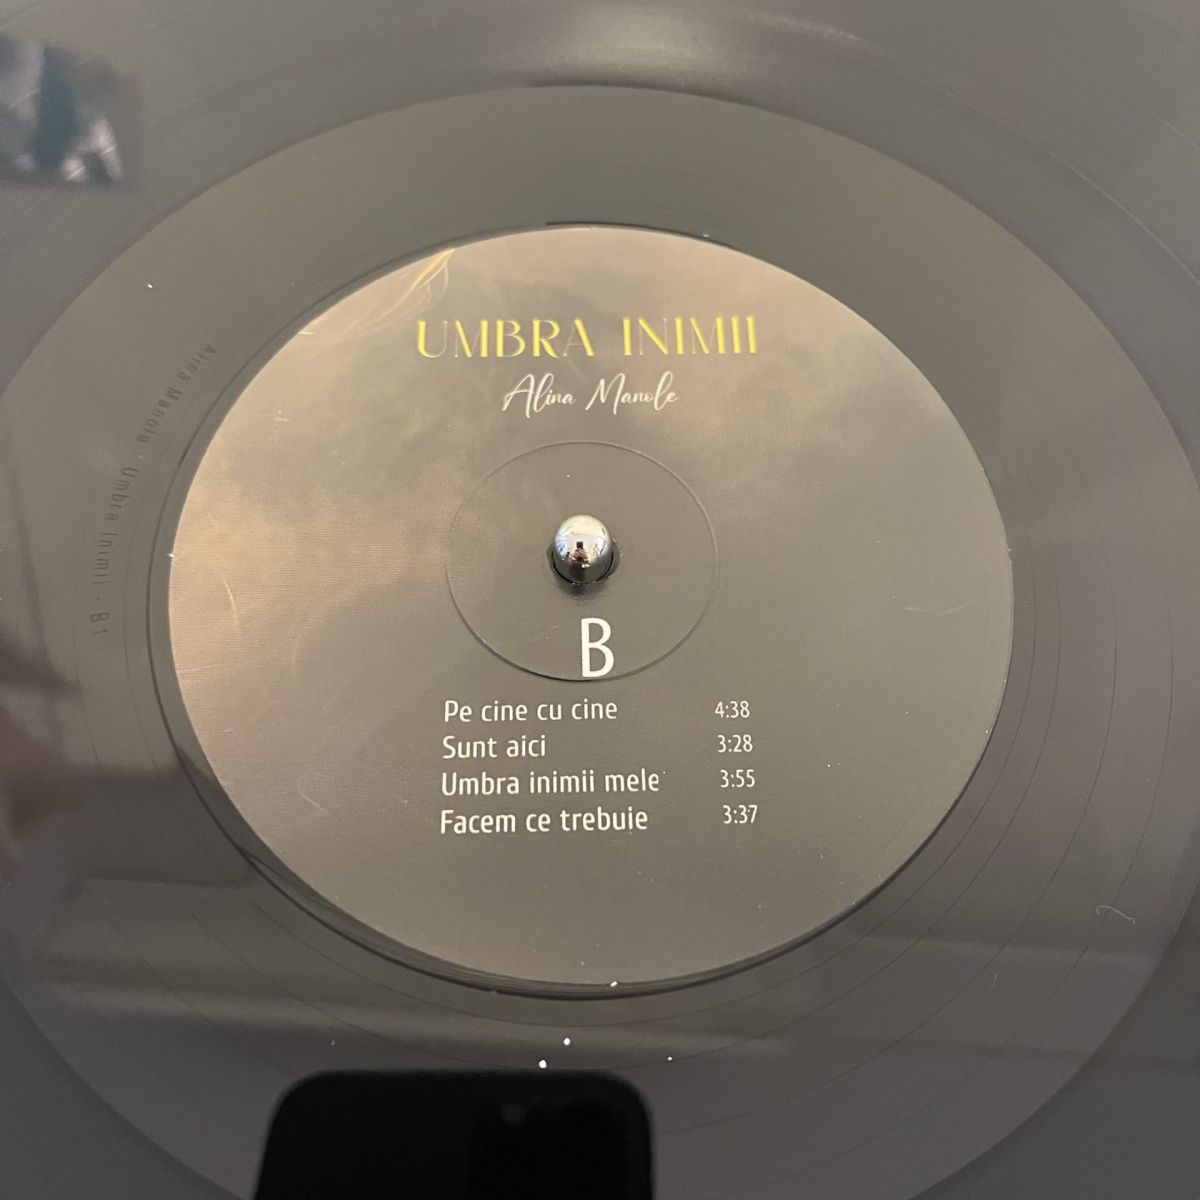 UMBRA INIMII
Alina Manole
B
Pe cine cu cine 4:38
Sunt aici 3:28
Umbra inimii mele 3:55
Facem ce trebuie 3:37
Alina Manole - Umbra Inimii - B1